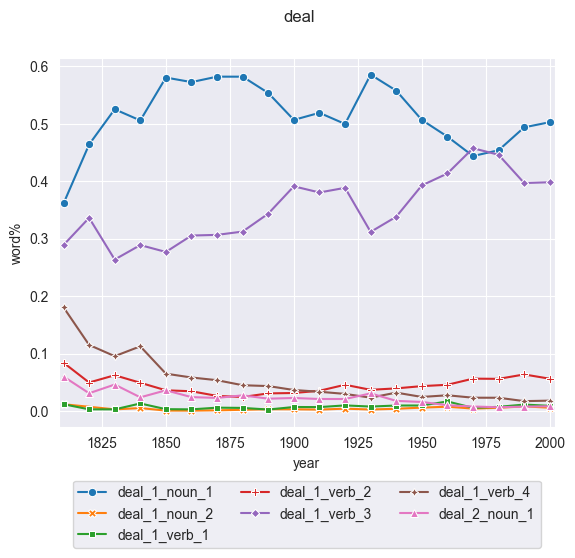 deal
0.6
0.5
0.4
0.3
0.2
0.1
0.0
word%
1825 1850 1875 1900 1925 1950 1975 2000
year
deal_1_noun_1 deal_1_verb_2 deal_1_verb_4
deal_1_noun_2 deal_1_verb_3 deal_2_noun_1
deal_1_verb_1